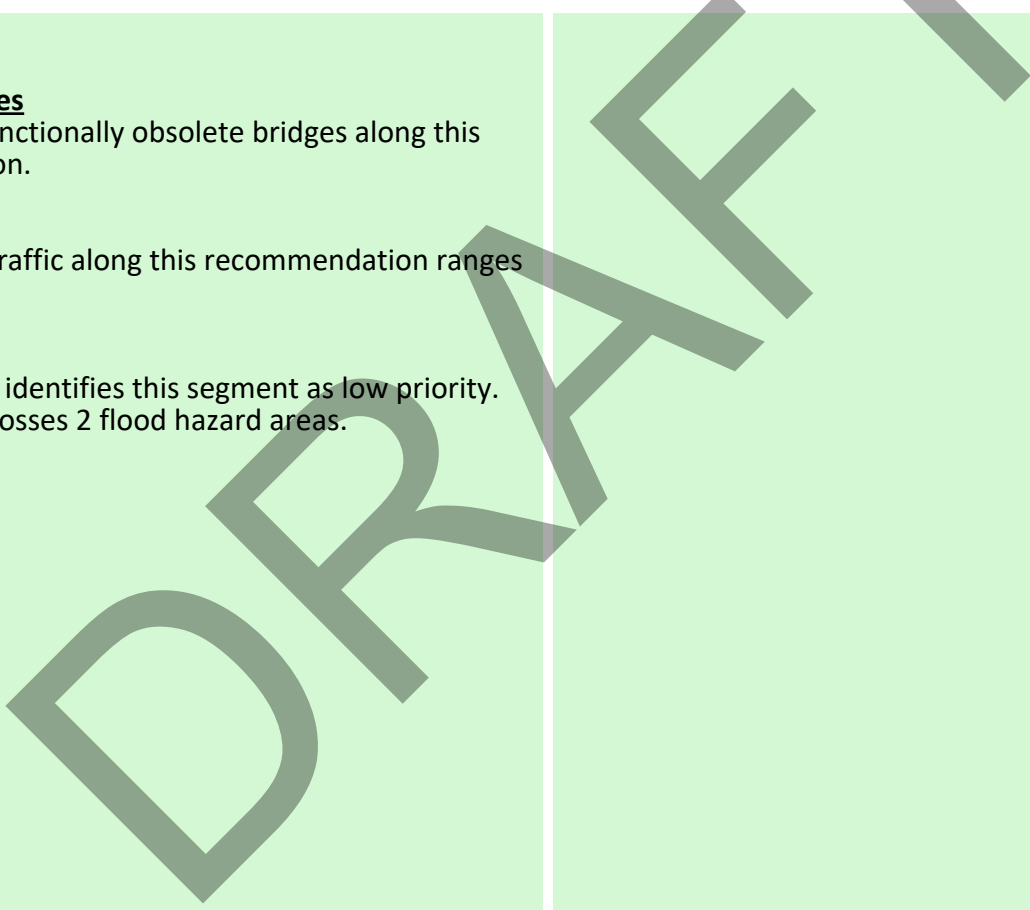 es
nctionally obsolete bridges along this
on.
raffic along this recommendation ranges
identifies this segment as low priority.
osses 2 flood hazard areas.
DRAFT